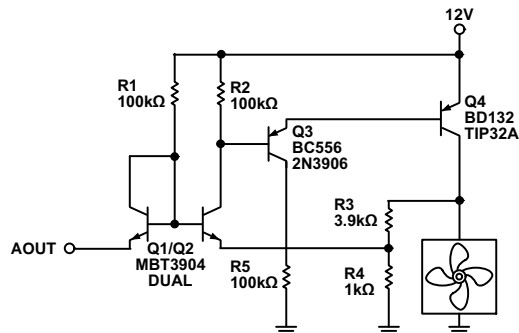 12V
R1
100kΩ
R2
100kΩ
Q3
BC556
2N3906
Q4
BD132
TIP32A
R3
3.9kΩ
AOUT
Q1/Q2
MBT3904
DUAL
R5
100kΩ
R4
1kΩ